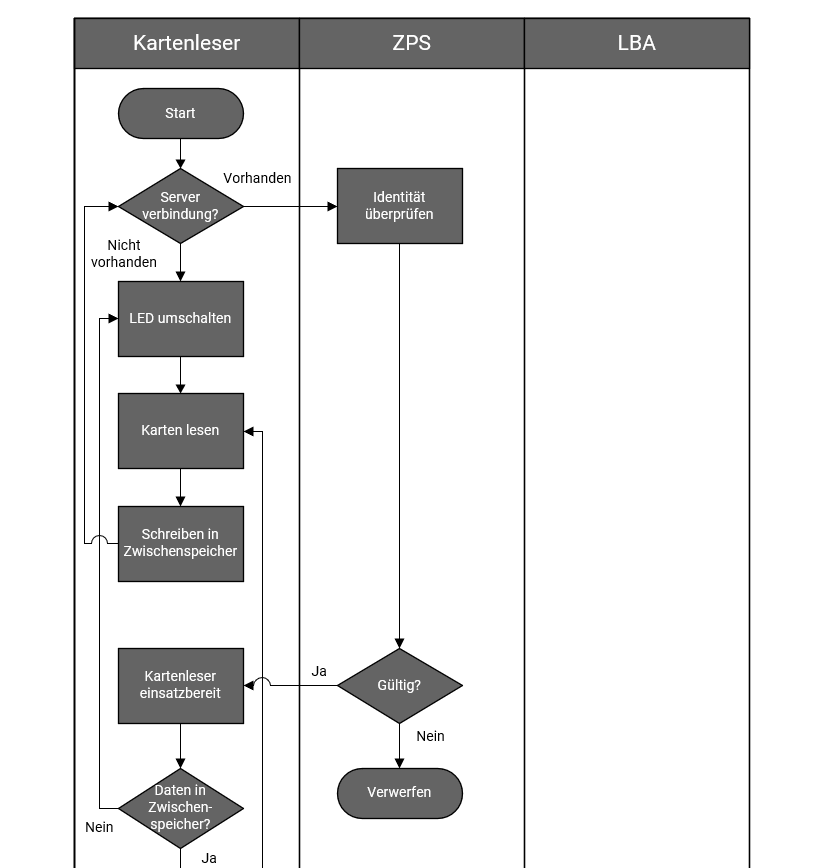 Kartenleser
ZPS
LBA
Start
Vorhanden
Server
verbindung?
Identität
überprüfen
Nicht
vorhanden
LED umschalten
Karten lesen
Schreiben in
Zwischenspeicher
Kartenleser
einsatzbereit
Ja
Gültig?
Nein
Verwerfen
Daten in
Zwischen-
speicher?
Nein
Ja